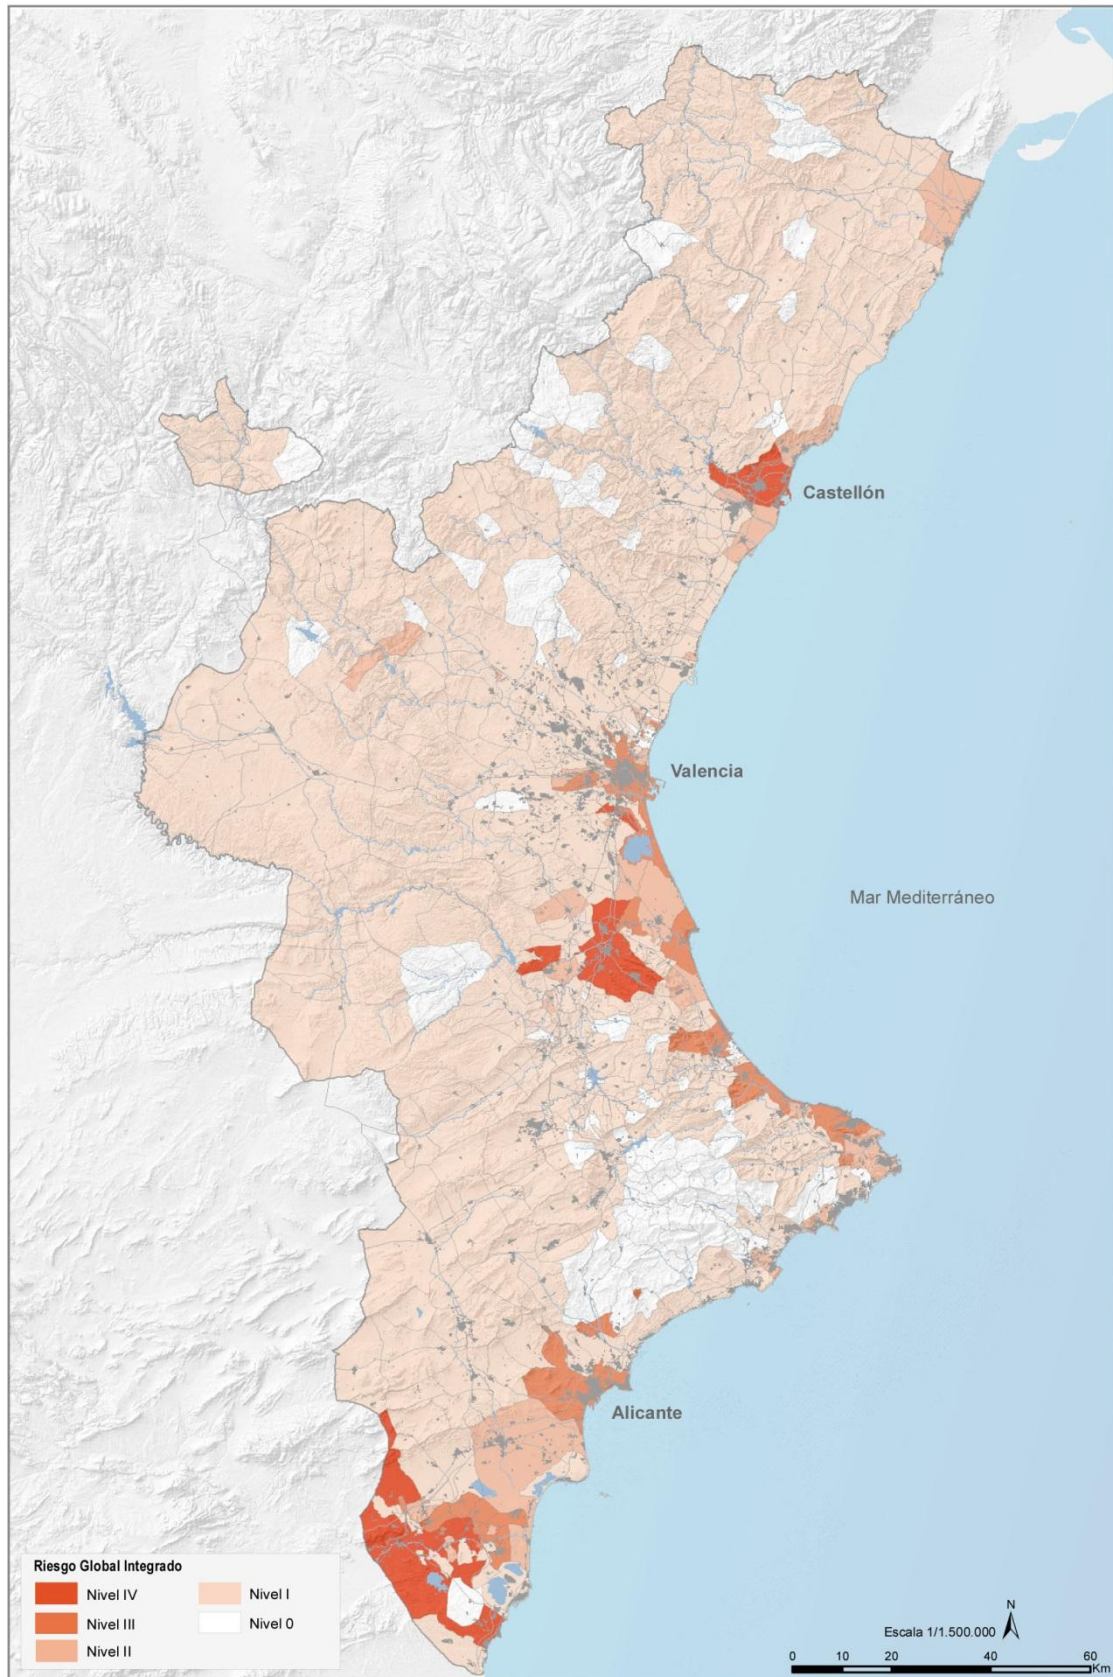 Castellón
Valencia
Mar Mediterráneo
Alicante
Riesgo Global Integrado
Nivel IV
Nivel I
Nivel III
Nivel 0
Nivel II
N
Escala 1/1.500.000
0 10 20 40 60
Km